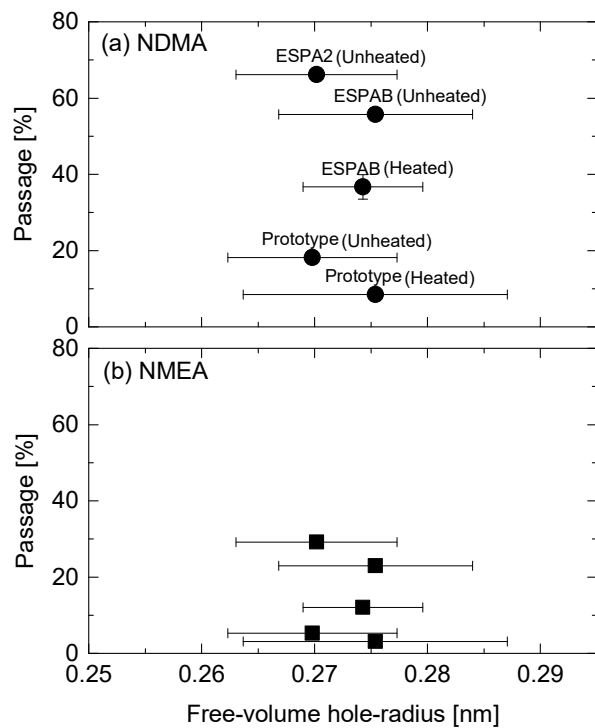 80
(a) NDMA
ESPA2 (Unheated)
60
ESPAB (Unheated)
Passage [%]
40
ESPAB (Heated)
20
Prototype (Unheated)
Prototype (Heated)
0
80
(b) NMEA
60
Passage [%]
40
20
0
0.25 0.26 0.27 0.28 0.29
Free-volume hole-radius [nm]